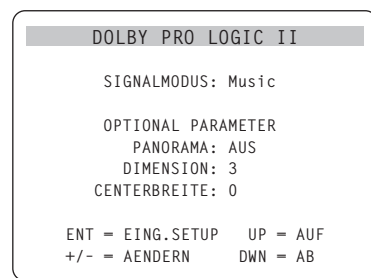 DOLBY PRO LOGIC II
SIGNALMODUS: Music
OPTIONAL PARAMETER
PANORAMA: AUS
DIMENSION: 3
CENTERBREITE: 0
ENT = EING.SETUP UP = AUF
+/- = AENDERN DWN = AB